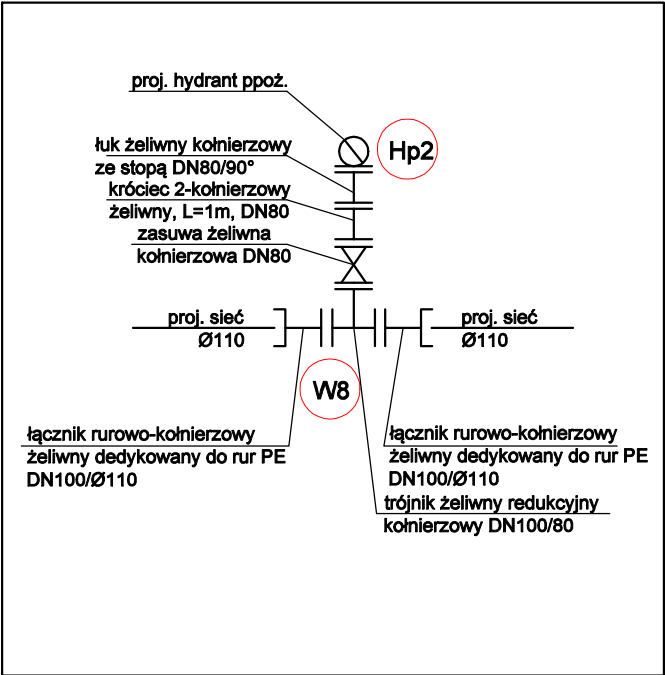 proj. hydrant ppoż.
Hp2
łuk żeliwny kołnierzowy
ze stopą DN80/90°
króciec 2-kołnierzowy
żeliwny, L=1m, DN80
zasuwa żeliwna
kołnierzowa DN80
proj. sieć
Ø110
proj. sieć
Ø110
W8
łącznik rurowo-kołnierzowy
żeliwny dedykowany do rur PE
DN100/Ø110
łącznik rurowo-kołnierzowy
żeliwny dedykowany do rur PE
DN100/Ø110
trójnik żeliwny redukcyjny
kołnierzowy DN100/80